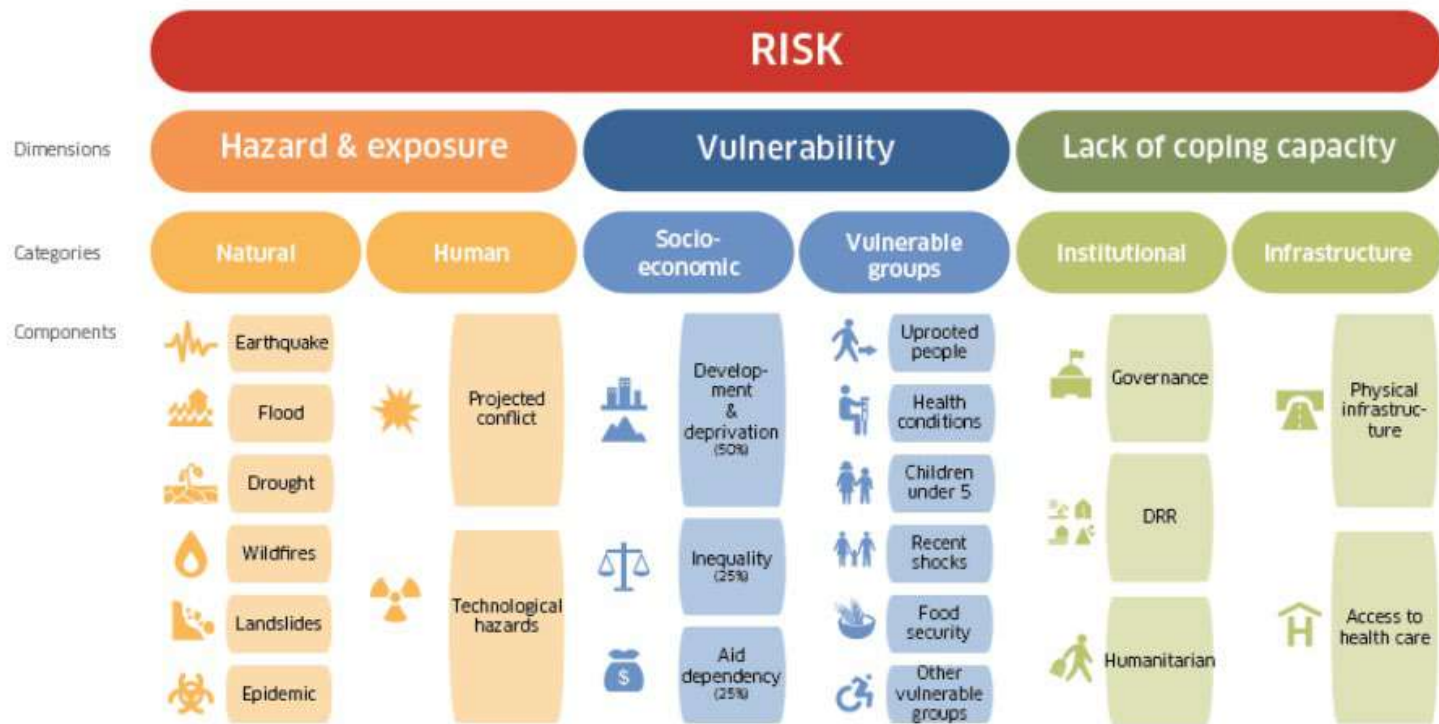 RISK
Dimensions
Hazard & exposure
Vulnerability
Lack of coping capacity
Categories
Natural
Human
Socio-
economic
Vulnerable
groups
Institutional
Infrastructure
Components
Earthquake
Flood
Drought
Wildfires
Landslides
Epidemic
Projected
conflict
Technological
hazards
Develop-
ment
&
deprivation
(50%)
Inequality
(25%)
Aid
dependency
(25%)
$
Uprooted
people
Health
conditions
Children
under 5
Recent
shocks
Food
security
Other
vulnerable
groups
Governance
DRR
Humanitarian
Physical
infrastruc-
ture
H
Access to
health care